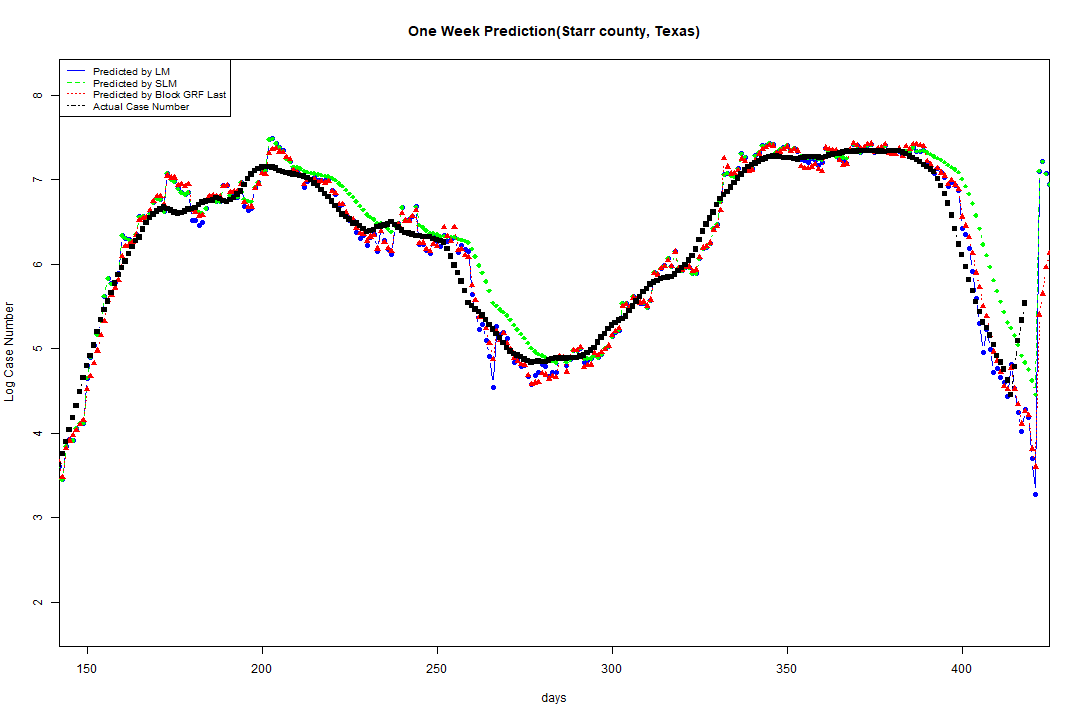 One Week Prediction(Starr county, Texas)
Predicted by LM
Predicted by SLM
Predicted by Block GRF Last
Actual Case Number
8
7
6
5
4
3
2
Log Case Number
150 200 250 300 350 400
days